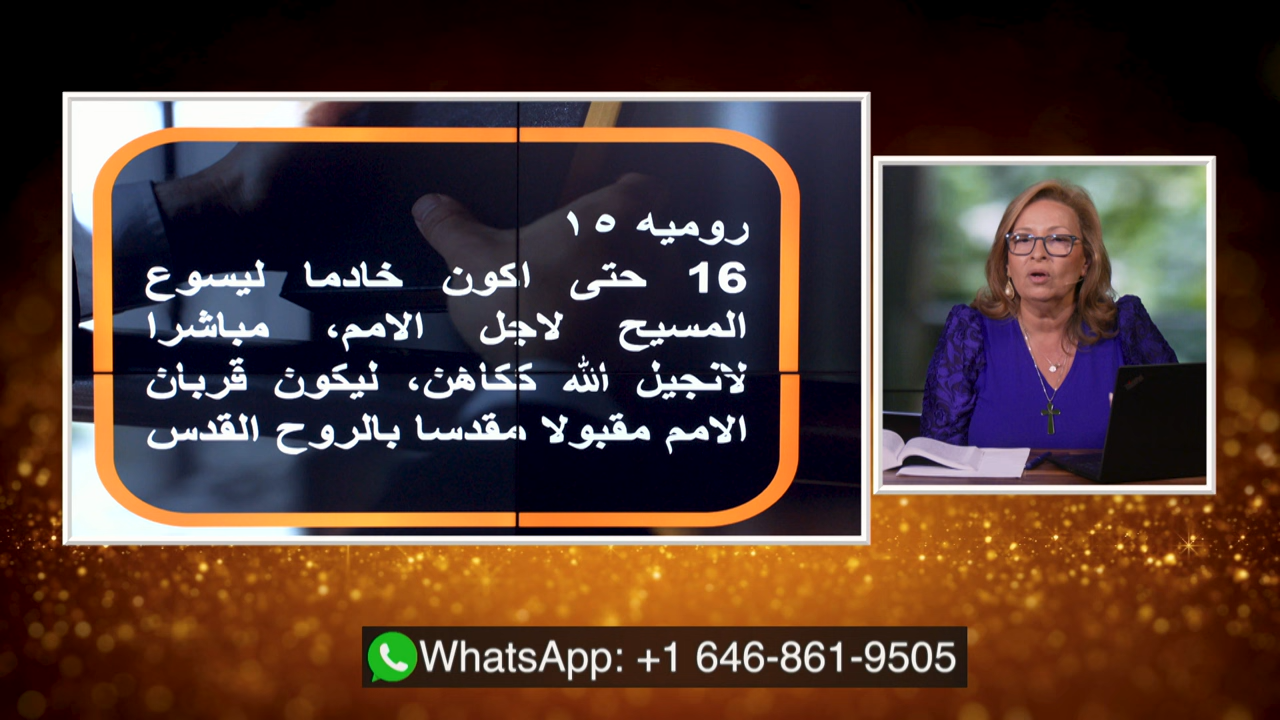 روميه ١٥
16 حتى اكون خادما ليسوع
المسيح لاجل الامم، مباشرا
لانجيل الله ككاهن، ليكون قربان
الامم مقبولا مقدسا بالروح القدس
WhatsApp: +1 646-861-9505